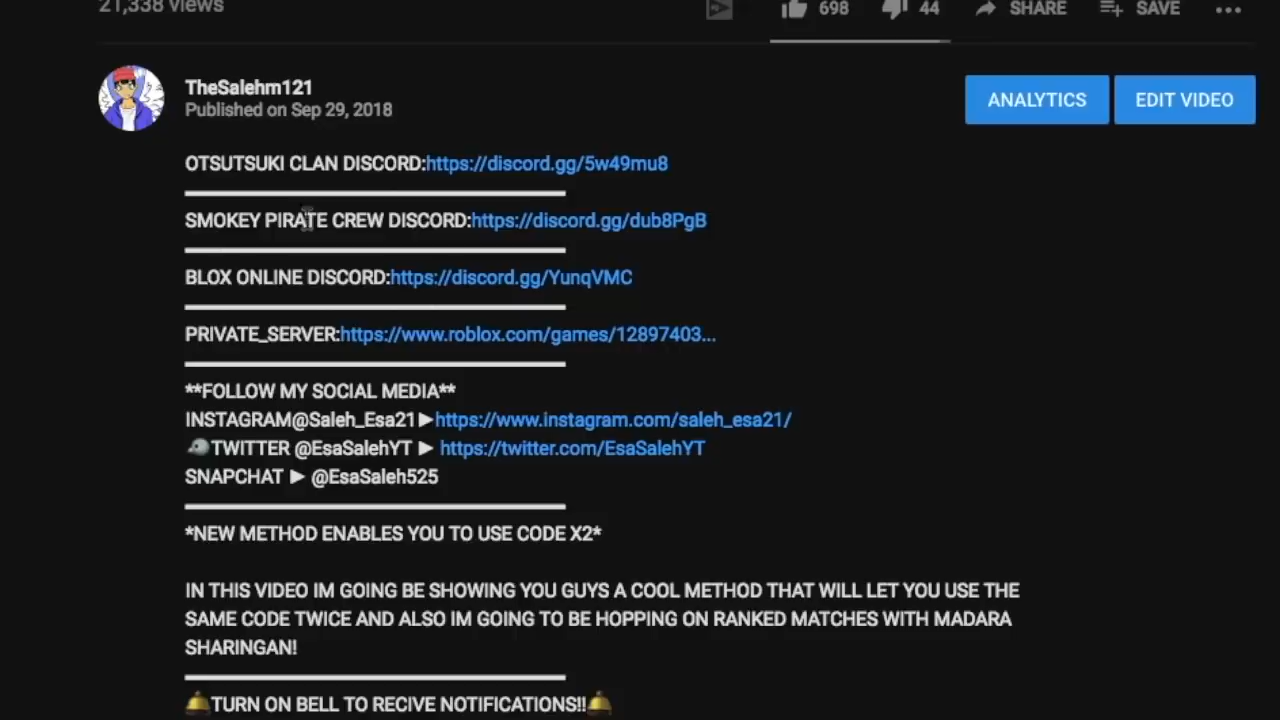 21,338 views
698 44 SHARE SAVE
TheSalehm121
Published on Sep 29, 2018
ANALYTICS EDIT VIDEO
OTSUTSUKI CLAN DISCORD:https://discord.gg/5w49mu8
SMOKEY PIRATE CREW DISCORD:https://discord.gg/dub8PgB
BLOX ONLINE DISCORD:https://discord.gg/YunqVMC
PRIVATE_SERVER:https://www.roblox.com/games/12897403...
**FOLLOW MY SOCIAL MEDIA**
INSTAGRAM@Saleh_Esa21►https://www.instagram.com/saleh_esa21/
TWITTER @EsaSalehYT ► https://twitter.com/EsaSalehYT
SNAPCHAT ► @EsaSaleh525
*NEW METHOD ENABLES YOU TO USE CODE X2*
IN THIS VIDEO IM GOING BE SHOWING YOU GUYS A COOL METHOD THAT WILL LET YOU USE THE
SAME CODE TWICE AND ALSO IM GOING TO BE HOPPING ON RANKED MATCHES WITH MADARA
SHARINGAN!
🔔TURN ON BELL TO RECIVE NOTIFICATIONS!!🔔